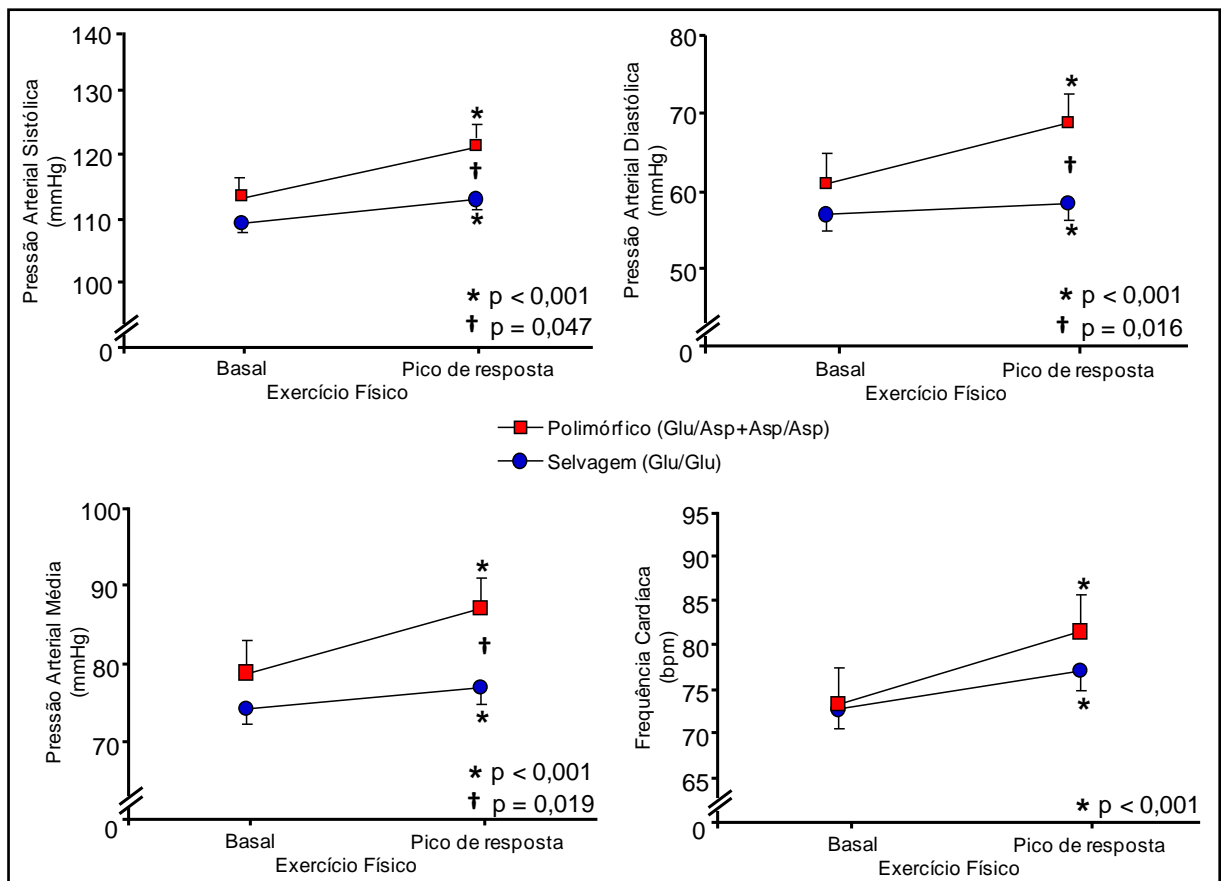 Pressão Arterial Sistólica
(mmHg)
140
130
120
110
100
0
*
†
*
* p < 0,001
† p = 0,047
Basal
Pico de resposta
Exercício Físico
Pressão Arterial Diastólica
(mmHg)
80
70
60
50
0
*
†
*
* p < 0,001
† p = 0,016
Basal
Pico de resposta
Exercício Físico
Polimórfico (Glu/Asp+Asp/Asp)
Selvagem (Glu/Glu)
Pressão Arterial Média
(mmHg)
100
90
80
70
0
*
†
*
* p < 0,001
† p = 0,019
Basal
Pico de resposta
Exercício Físico
Frequência Cardíaca
(bpm)
95
90
85
80
75
70
65
0
*
*
* p < 0,001
Basal
Pico de resposta
Exercício Físico